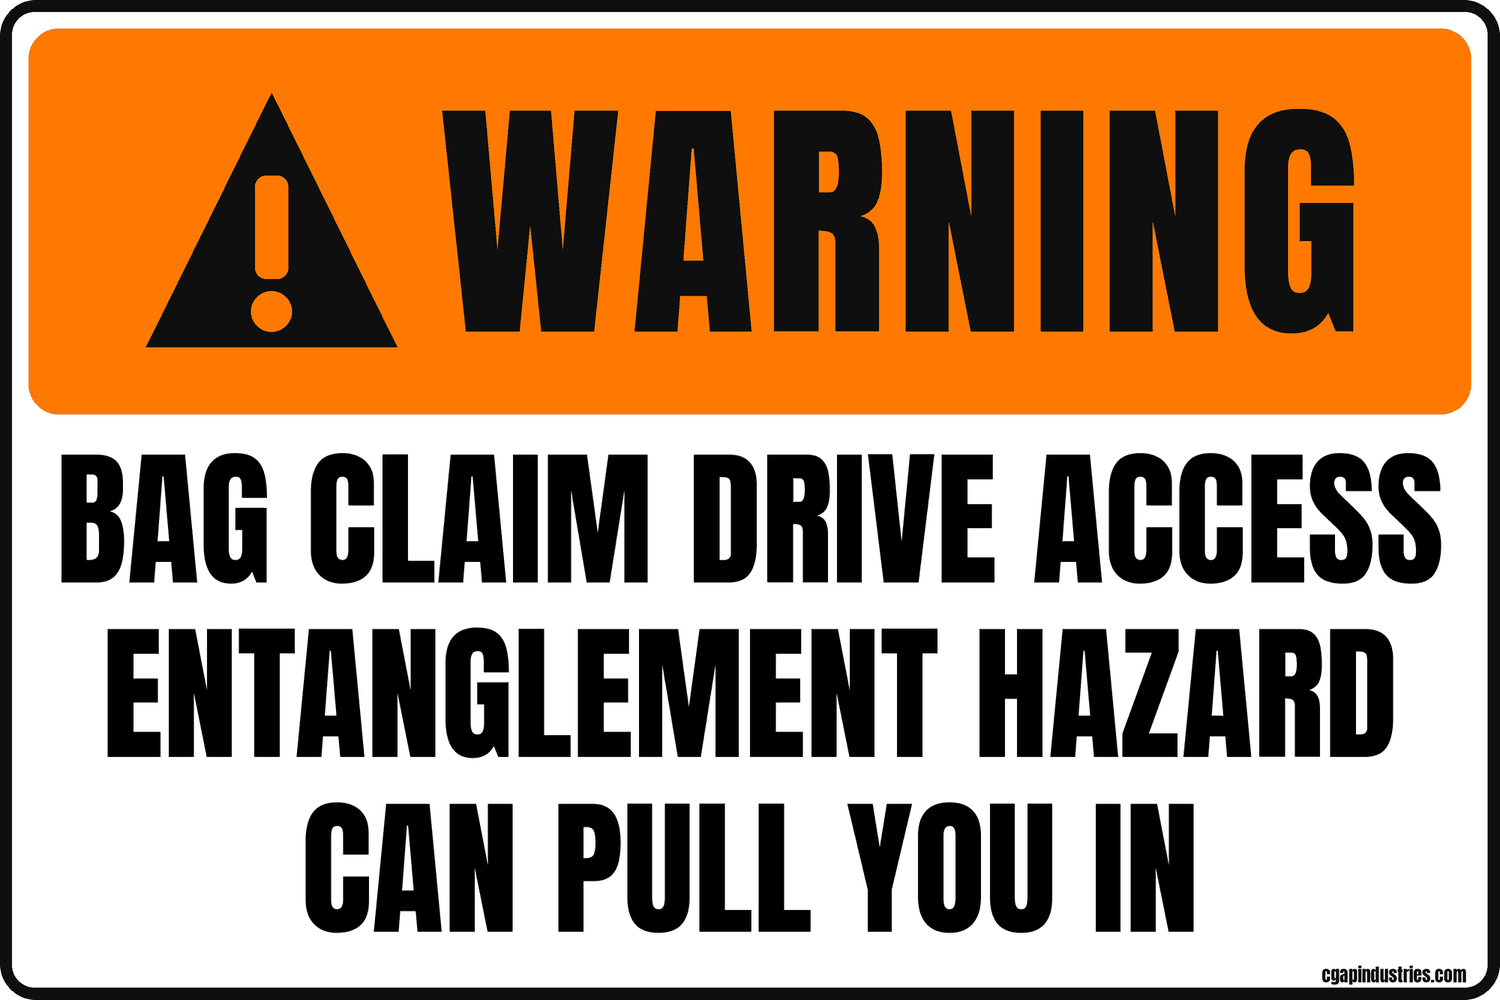 WARNING
BAG CLAIM DRIVE ACCESS
ENTANGLEMENT HAZARD
CAN PULL YOU IN
cgapindustries.com